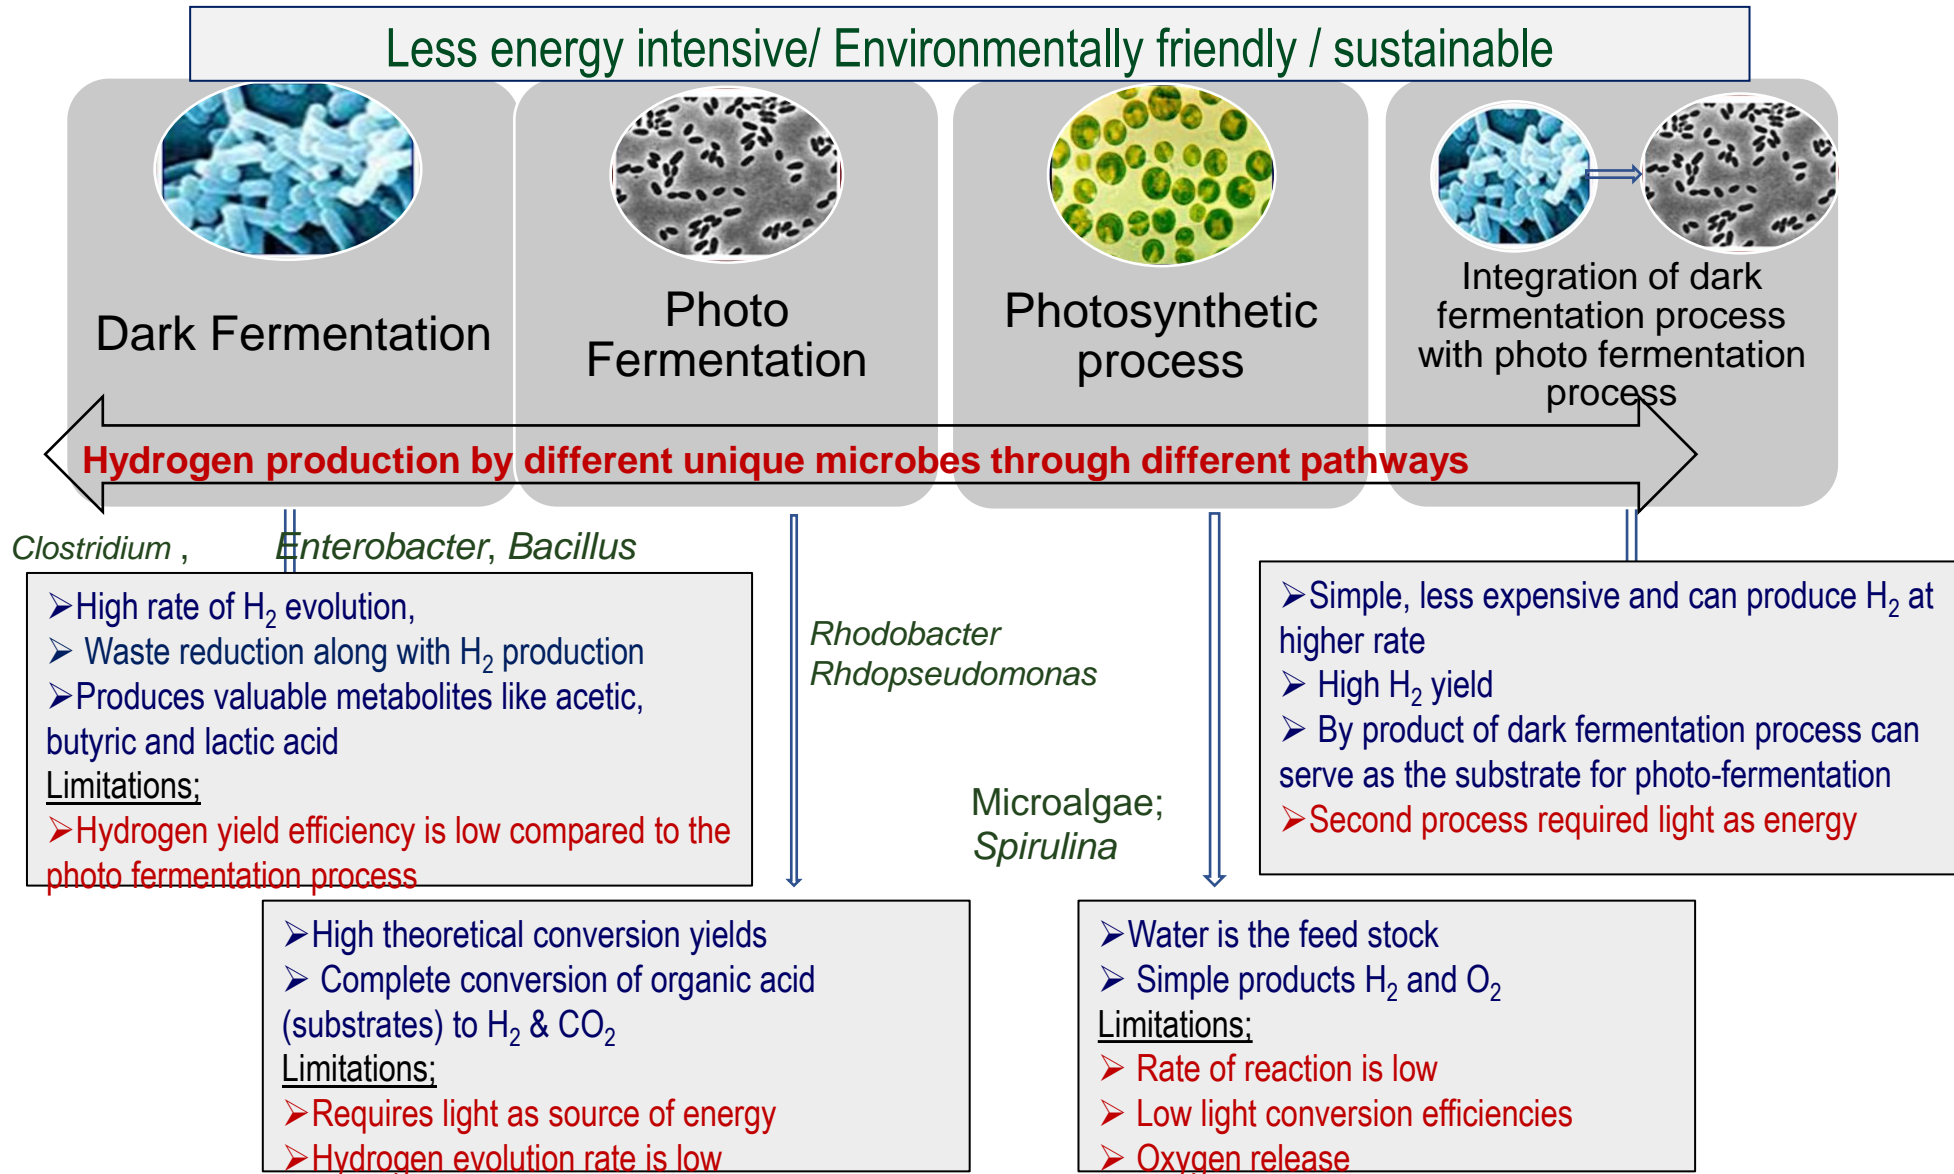 Less energy intensive/ Environmentally friendly / sustainable
Dark Fermentation
Photo
Fermentation
Photosynthetic
process
Integration of dark
fermentation process
with photo fermentation
process
Hydrogen production by different unique microbes through different pathways
Clostridium , Enterobacter, Bacillus
➢High rate of H₂ evolution,
➢ Waste reduction along with H₂ production
➢Produces valuable metabolites like acetic,
butyric and lactic acid
Limitations;
➢Hydrogen yield efficiency is low compared to the
photo fermentation process
Rhodobacter
Rhdopseudomonas
➢High theoretical conversion yields
➢ Complete conversion of organic acid
(substrates) to H₂ & CO₂
Limitations;
➢Requires light as source of energy
➢Hydrogen evolution rate is low
Microalgae;
Spirulina
➢Water is the feed stock
➢ Simple products H₂ and O₂
Limitations;
➢ Rate of reaction is low
➢ Low light conversion efficiencies
➢ Oxygen release
➢Simple, less expensive and can produce H₂ at
higher rate
➢ High H₂ yield
➢ By product of dark fermentation process can
serve as the substrate for photo-fermentation
➢Second process required light as energy